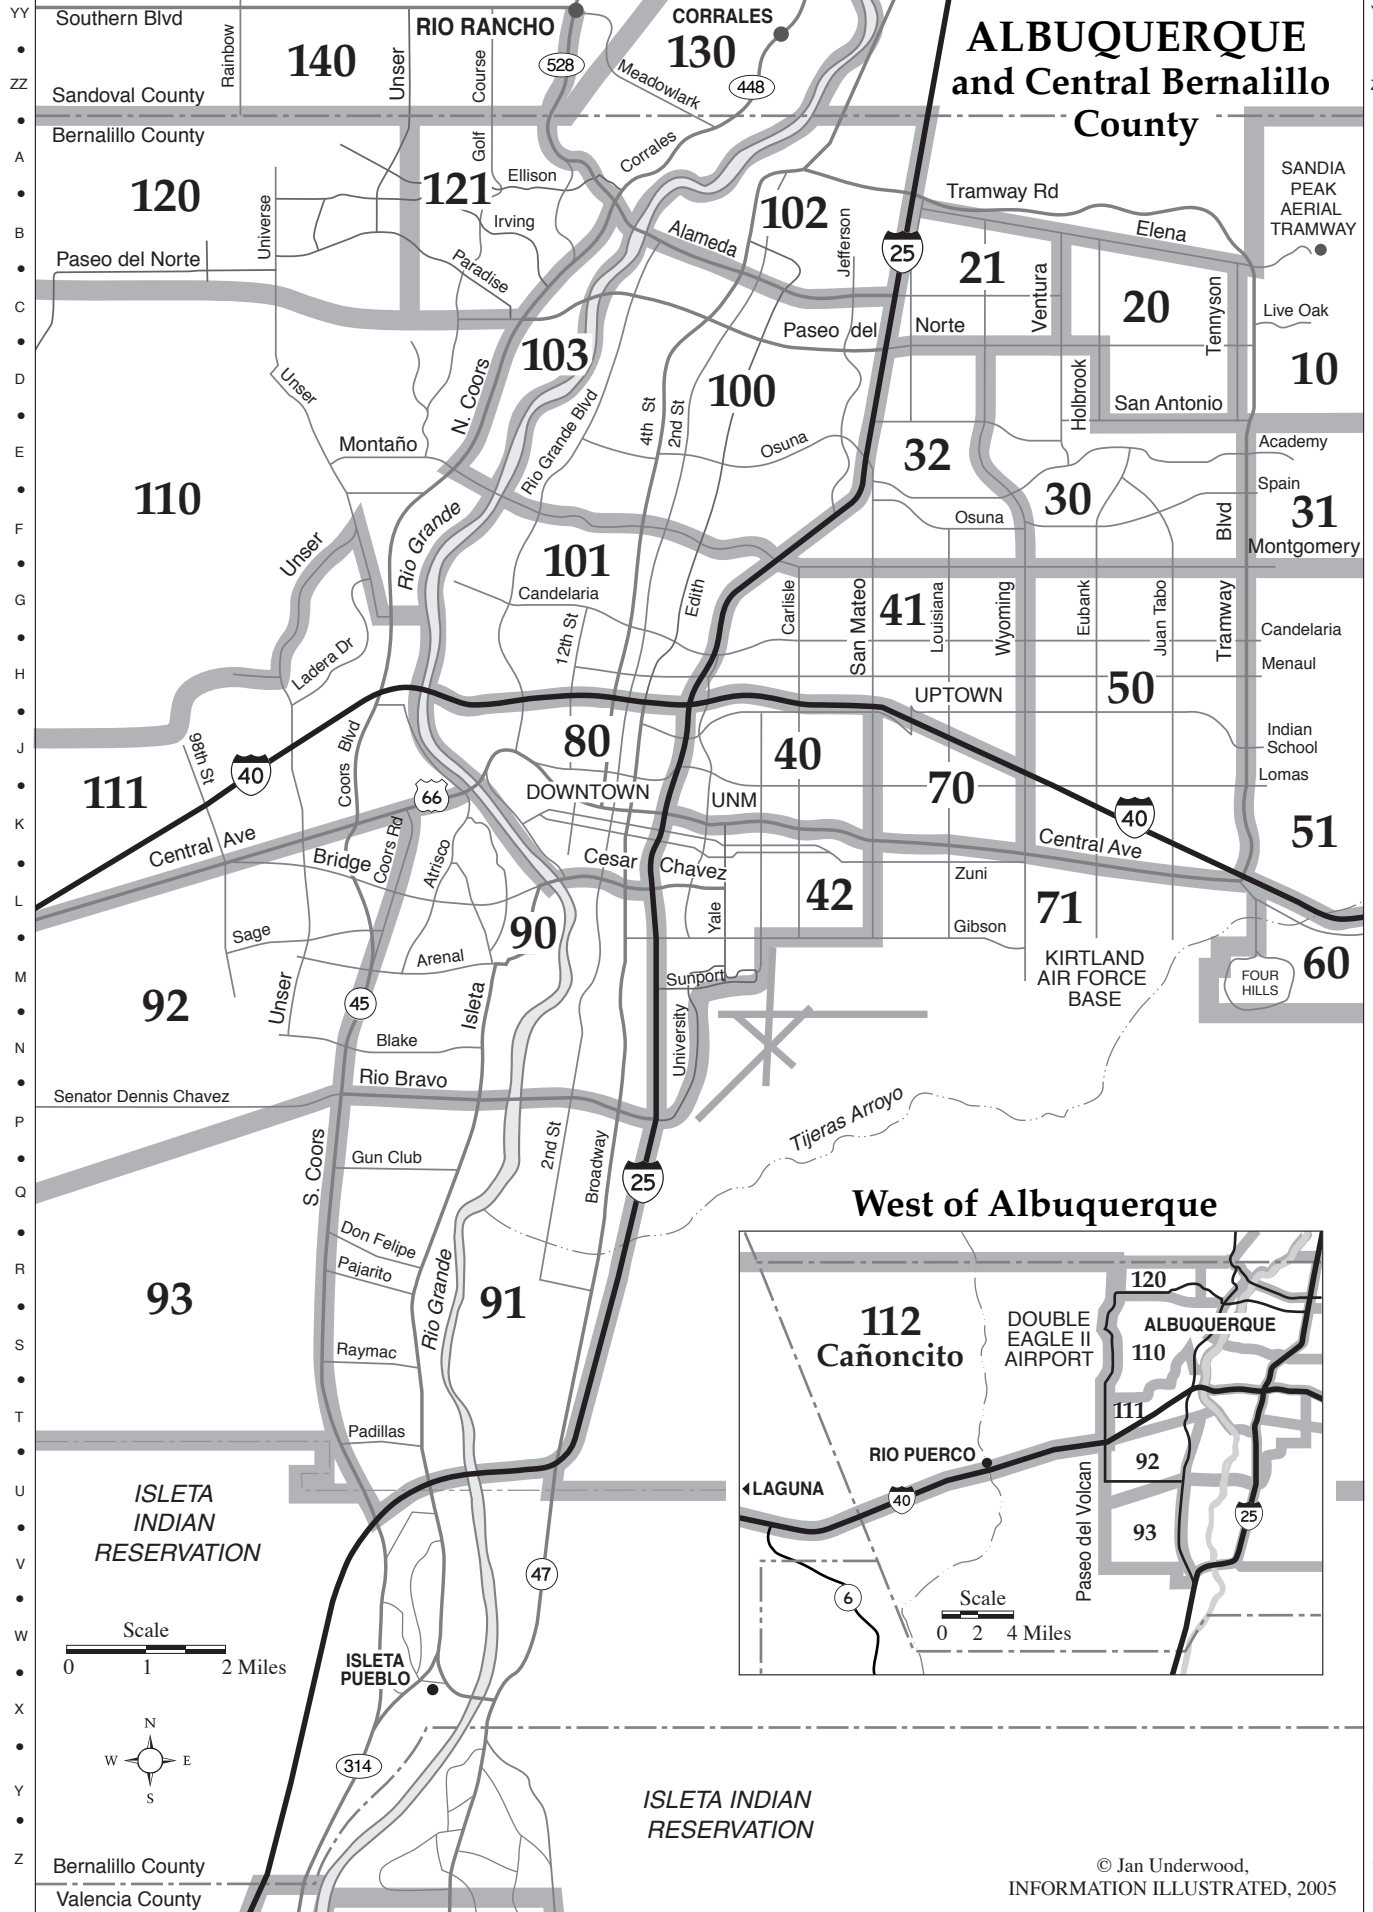 ALBUQUERQUE
and Central Bernalillo
County
YY
ZZ
A
B
C
D
E
F
G
H
J
K
L
M
N
P
Q
R
S
T
U
V
W
X
Y
Z
Southern Blvd
Rainbow
140
Unser
RIO RANCHO
Course
Golf
528
CORRALES
130
Meadowlark
448
Sandoval County
Bernalillo County
Corrales
120
Universe
121
Ellison
Irving
Paradise
Paseo del Norte
Alameda
102
Jefferson
25
Tramway Rd
Elena
SANDIA
PEAK
AERIAL
TRAMWAY
21
Ventura
20
Tennyson
Live Oak
10
Paseo del Norte
103
N. Coors
Unser
Rio Grande Blvd
4th St
2nd St
100
Holbrook
San Antonio
Montaño
Osuna
32
Academy
110
Rio Grande
30
Spain
31
Osuna
Blvd
Montgomery
Unser
101
Candelaria
12th St
Edith
Carlisle
San Mateo
41
Louisiana
Wyoming
Eubank
Juan Tabo
Tramway
Candelaria
Menaul
Ladera Dr
UPTOWN
50
98th St
40
Coors Blvd
80
40
Indian
School
Lomas
111
66
DOWNTOWN
UNM
70
40
51
Central Ave
Bridge
Coors Rd
Atrisco
Cesar Chavez
Central Ave
Zuni
42
71
Yale
Gibson
90
Sage
Arenal
KIRTLAND
AIR FORCE
BASE
60
FOUR
HILLS
Sunport
92
Unser
45
Isleta
University
Blake
Rio Bravo
Senator Dennis Chavez
Tijeras Arroyo
S. Coors
Gun Club
2nd St
Broadway
25
Don Felipe
Pajarito
93
Rio Grande
91
Raymac
Padillas
ISLETA
INDIAN
RESERVATION
47
Scale
0 1 2 Miles
ISLETA
PUEBLO
N
W E
S
314
ISLETA INDIAN
RESERVATION
Bernalillo County
Valencia County
West of Albuquerque
112
Cañoncito
DOUBLE
EAGLE II
AIRPORT
120
ALBUQUERQUE
110
111
RIO PUERCO
92
LAGUNA
40
Paseo del Volcan
25
93
6
Scale
0 2 4 Miles
© Jan Underwood,
INFORMATION ILLUSTRATED, 2005